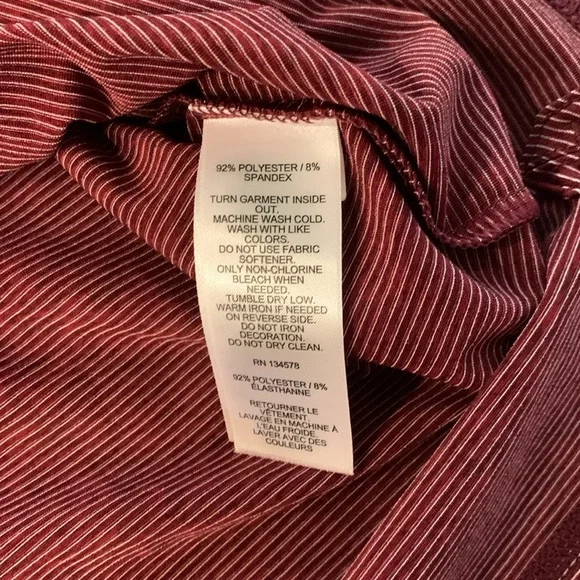 92% POLYESTER / 8%
SPANDEX
TURN GARMENT INSIDE
OUT.
MACHINE WASH COLD.
WASH WITH LIKE
COLORS.
DO NOT USE FABRIC
SOFTENER.
ONLY NON-CHLORINE
BLEACH WHEN
NEEDED.
TUMBLE DRY LOW.
WARM IRON IF NEEDED
ON REVERSE SIDE.
DO NOT IRON
DECORATION.
DO NOT DRY CLEAN.
RN 134578
92% POLYESTER / 8%
ÉLASTHANNE
RETOURNER LE
VÊTEMENT
LAVAGE EN MACHINE À
L'EAU FROIDE.
LAVER AVEC DES
COULEURS